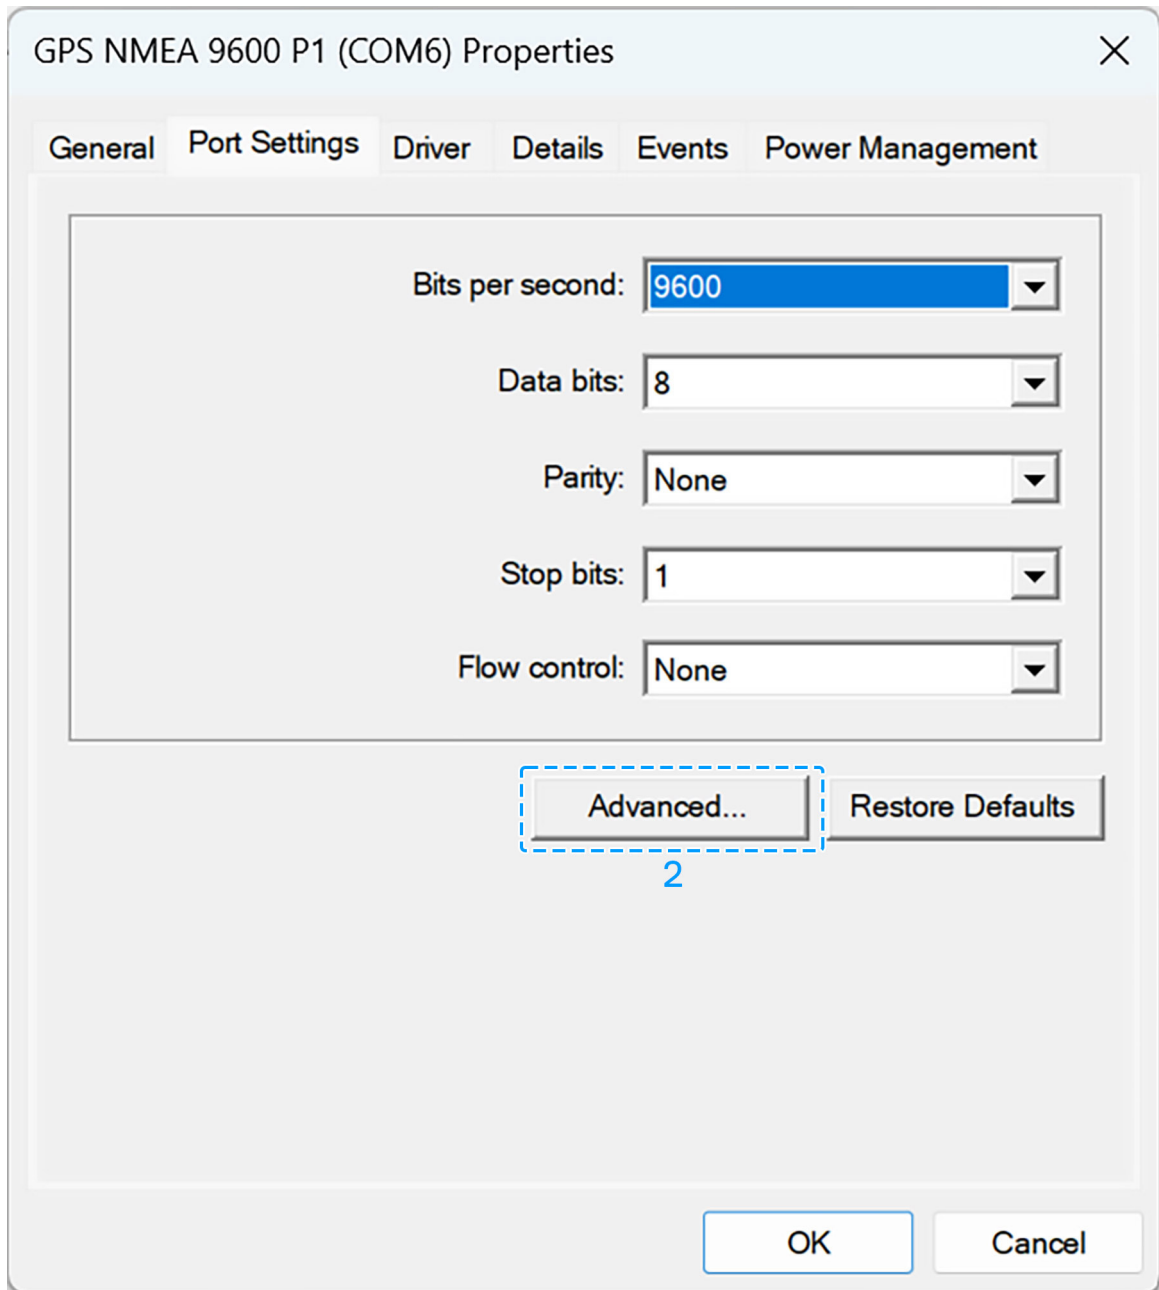 GPS NMEA 9600 P1 (COM6) Properties
General Port Settings Driver Details Events Power Management
Bits per second: 9600
Data bits: 8
Parity: None
Stop bits: 1
Flow control: None
Advanced... Restore Defaults
2
OK Cancel